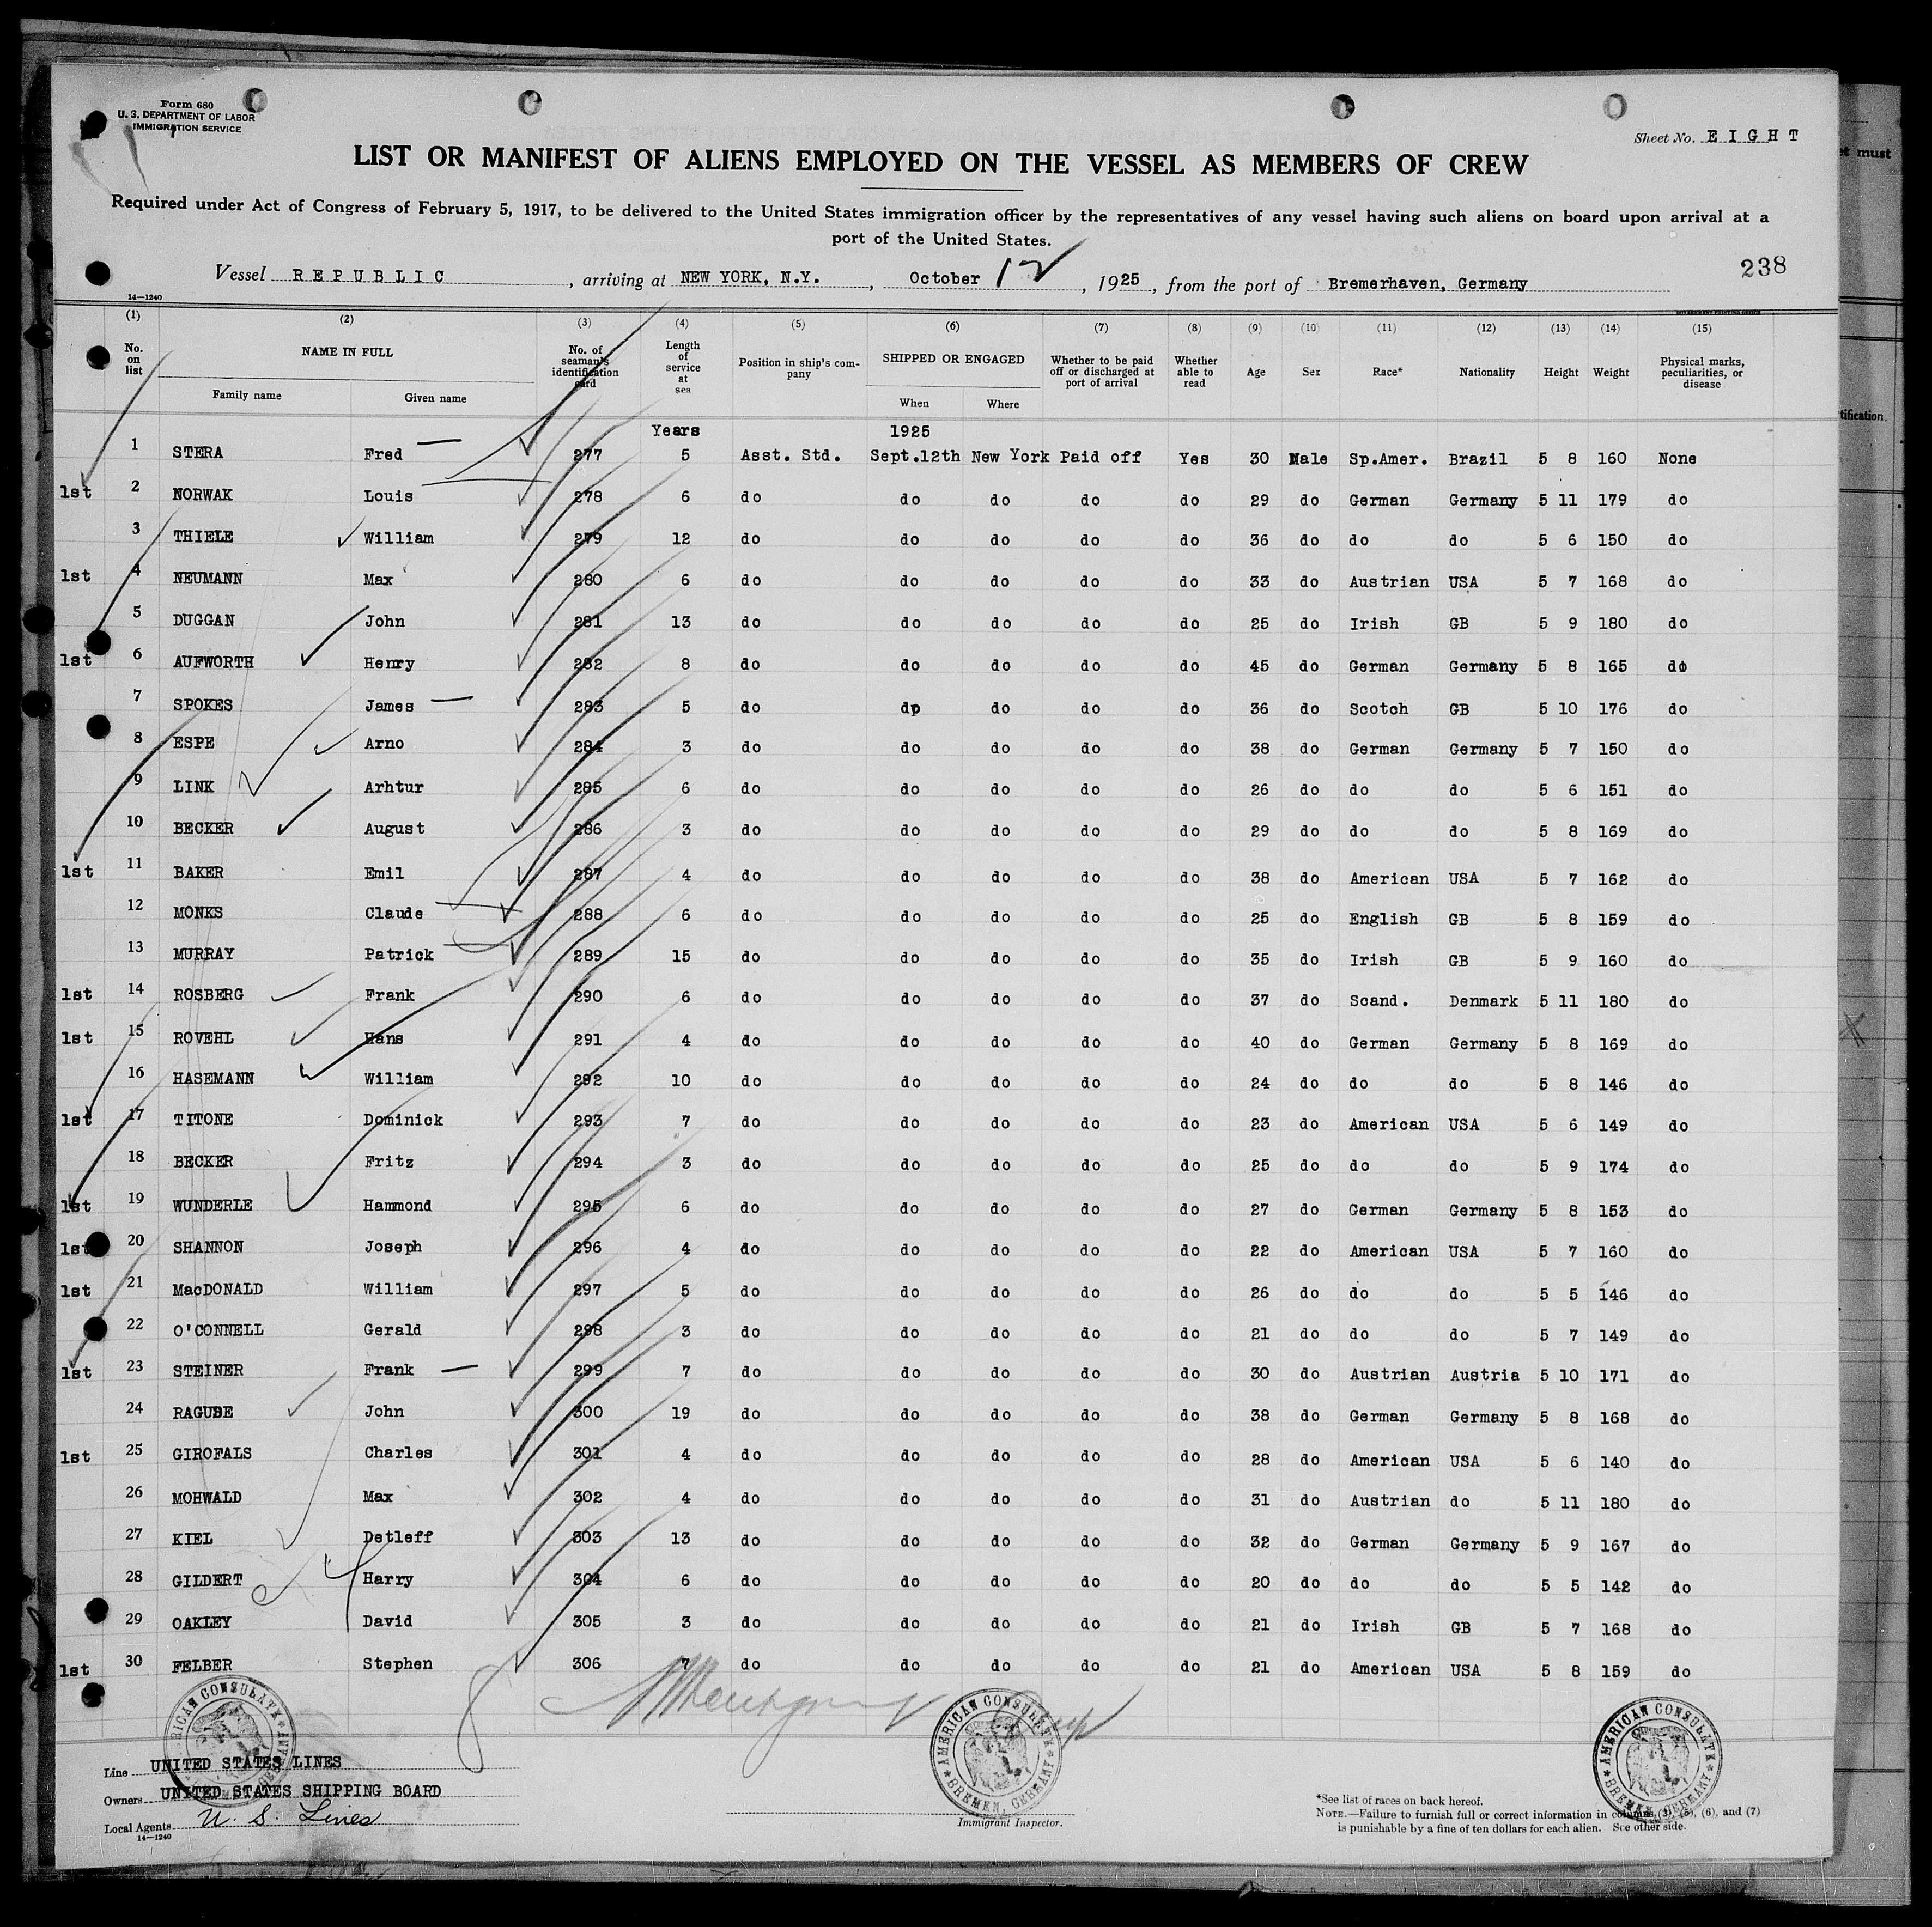 Form 680
U. S. DEPARTMENT OF LABOR
IMMIGRATION SERVICE
Sheet No. EIGHT
LIST OR MANIFEST OF ALIENS EMPLOYED ON THE VESSEL AS MEMBERS OF CREW
Required under Act of Congress of February 5, 1917, to be delivered to the United States immigration officer by the representatives of any vessel having such aliens on board upon arrival at a
port of the United States.
Vessel REPUBLIC, arriving at NEW YORK, N.Y., October 12, 1925, from the port of Bremerhaven, Germany
238
14—1240
(1) (2) (3) (4) (5) (6) (7) (8) (9) (10) (11) (12) (13) (14) (15)
No. on list NAME IN FULL Family name Given name No. of seaman's identification card Length of service at sea Position in ship's company SHIPPED OR ENGAGED When Where Whether to be paid off or discharged at port of arrival Whether able to read Age Sex Race* Nationality Height Weight Physical marks, peculiarities, or disease
Years 1925
1 STERA Fred 277 5 Asst. Std. Sept.12th New York Paid off Yes 30 Male Sp.Amer. Brazil 5 8 160 None
1st 2 NORWAK Louis 278 6 do do do do do 29 do German Germany 5 11 179 do
3 THIELE William 279 12 do do do do do 36 do do do 5 6 150 do
1st 4 NEUMANN Max 280 6 do do do do do 33 do Austrian USA 5 7 168 do
5 DUGGAN John 281 13 do do do do do 25 do Irish GB 5 9 180 do
1st 6 AUFWORTH Henry 282 8 do do do do do 45 do German Germany 5 8 165 do
7 SPOKES James 283 5 do dp do do do 36 do Scotch GB 5 10 176 do
8 ESPE Arno 284 3 do do do do do 38 do German Germany 5 7 150 do
9 LINK Arhtur 285 6 do do do do do 26 do do do 5 6 151 do
10 BECKER August 286 3 do do do do do 29 do do do 5 8 169 do
1st 11 BAKER Emil 287 4 do do do do do 38 do American USA 5 7 162 do
12 MONKS Claude 288 6 do do do do do 25 do English GB 5 8 159 do
13 MURRAY Patrick 289 15 do do do do do 35 do Irish GB 5 9 160 do
1st 14 ROSBERG Frank 290 6 do do do do do 37 do Scand. Denmark 5 11 180 do
1st 15 ROVEHL Hans 291 4 do do do do do 40 do German Germany 5 8 169 do
16 HASEMANN William 292 10 do do do do do 24 do do do 5 8 146 do
1st 17 TITONE Dominick 293 7 do do do do do 23 do American USA 5 6 149 do
18 BECKER Fritz 294 3 do do do do do 25 do do do 5 9 174 do
1st 19 WUNDERLE Hammond 295 6 do do do do do 27 do German Germany 5 8 153 do
1st 20 SHANNON Joseph 296 4 do do do do do 22 do American USA 5 7 160 do
1st 21 MacDONALD William 297 5 do do do do do 26 do do do 5 5 146 do
22 O'CONNELL Gerald 298 3 do do do do do 21 do do do 5 7 149 do
1st 23 STEINER Frank 299 7 do do do do do 30 do Austrian Austria 5 10 171 do
24 RAGUSE John 300 19 do do do do do 38 do German Germany 5 8 168 do
1st 25 GIROFALS Charles 301 4 do do do do do 28 do American USA 5 6 140 do
26 MOHWALD Max 302 4 do do do do do 31 do Austrian do 5 11 180 do
27 KIEL Detleff 303 13 do do do do do 32 do German Germany 5 9 167 do
28 GILDERT Harry 304 6 do do do do do 20 do do do 5 5 142 do
29 OAKLEY David 305 3 do do do do do 21 do Irish GB 5 7 168 do
1st 30 FELBER Stephen 306 7 do do do do do 21 do American USA 5 8 159 do
AMERICAN CONSULATE BREMEN, GERMANY
AMERICAN CONSULATE BREMEN, GERMANY
AMERICAN CONSULATE BREMEN, GERMANY
Line UNITED STATES LINES
Owners UNITED STATES SHIPPING BOARD
Local Agents U. S. Lines
14—1240
Immigrant Inspector.
*See list of races on back hereof.
NOTE.—Failure to furnish full or correct information in columns (3), (5), (6), and (7)
is punishable by a fine of ten dollars for each alien. See other side.